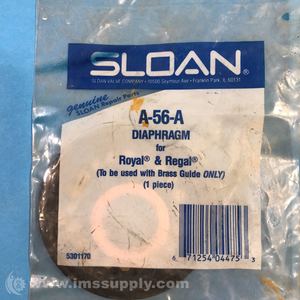 SLOAN
SLOAN VALVE COMPANY • 10500 Seymour Ave • Franklin Park, IL 60131
genuine
SLOAN Repair Parts
A-56-A
DIAPHRAGM
for
Royal® & Regal®
(To be used with Brass Guide ONLY)
(1 piece)
5301170
6 71254 04475 3
© www.imssupply.com